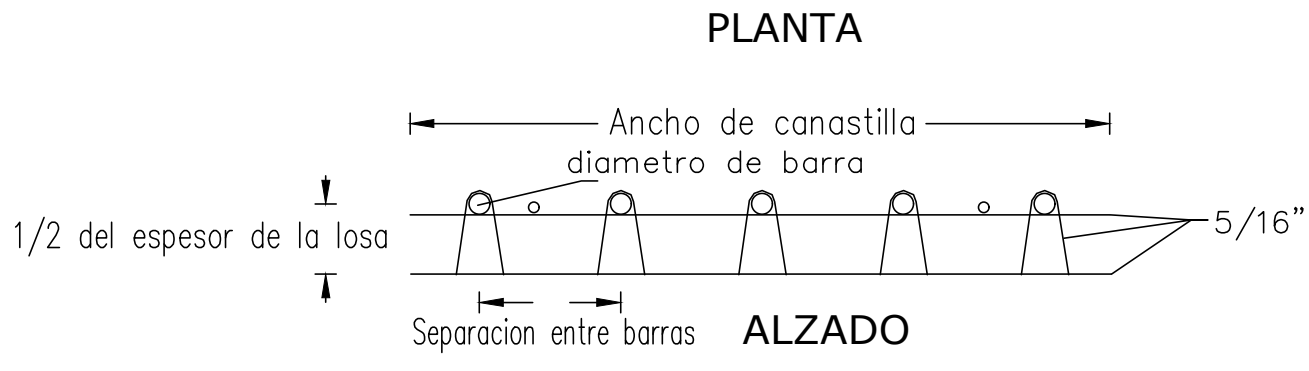 PLANTA
Ancho de canastilla
diametro de barra
1/2 del espesor de la losa
5/16”
Separacion entre barras
ALZADO